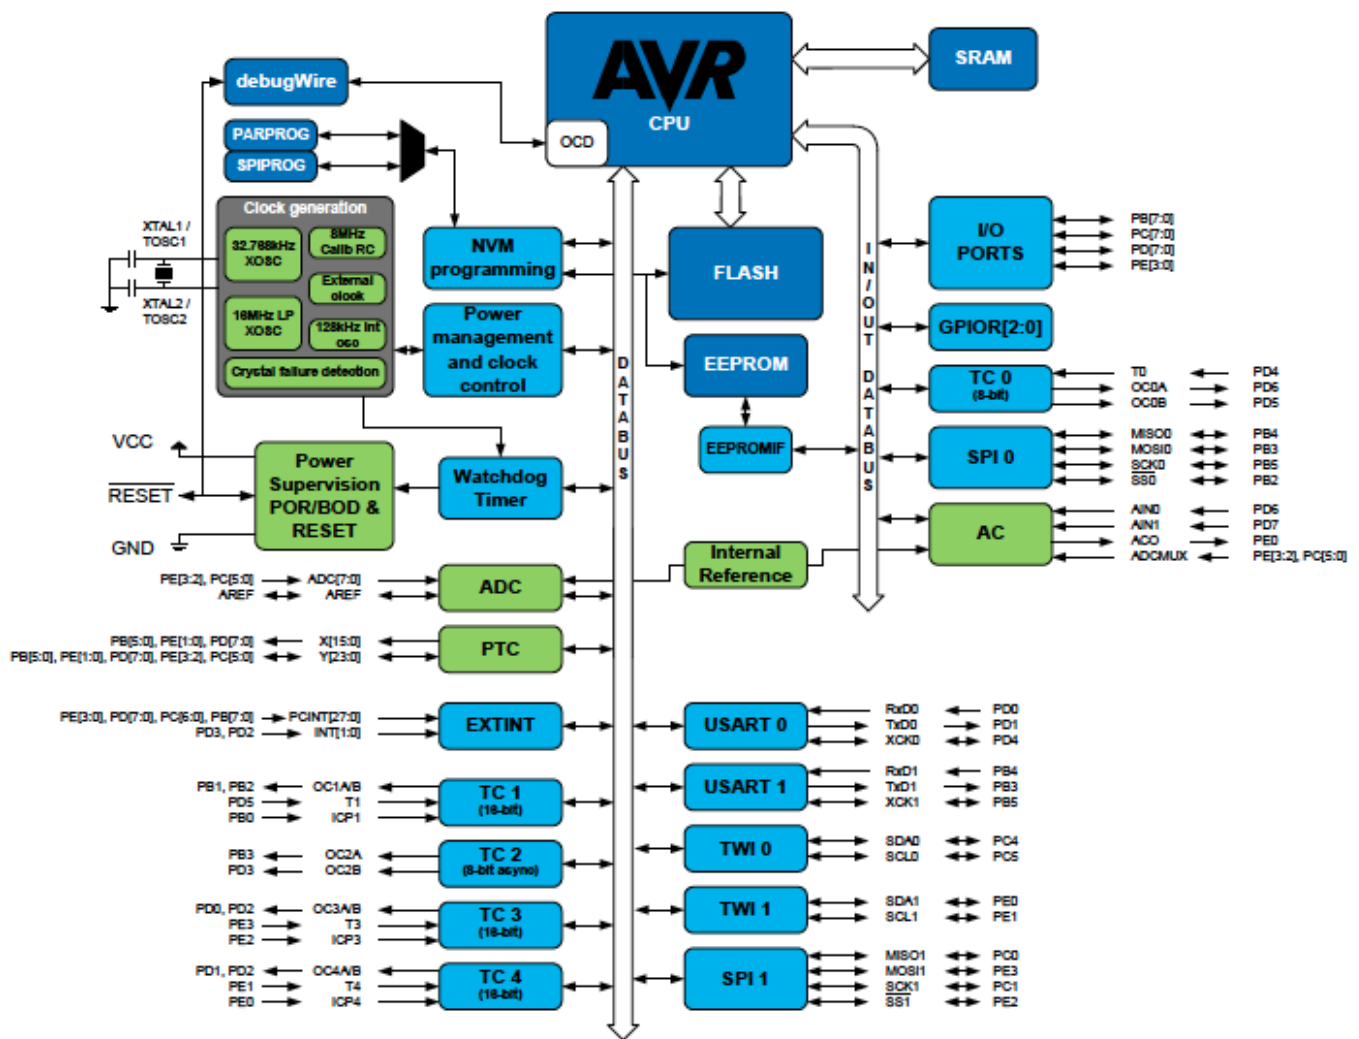 AVR
CPU
OCD
SRAM
debugWire
PARPROG
SPIPROG
Clock generation
XTAL1 /
TOSC1
XTAL2 /
TOSC2
32.768kHz
XOSC
8MHz
Calib RC
External
clock
16MHz LP
XOSC
128kHz int
osc
Crystal failure detection
NVM
programming
Power
management
and clock
control
FLASH
EEPROM
EEPROMIF
DATABUS
IN/OUT DATABUS
I/O
PORTS
PB[7:0]
PC[7:0]
PD[7:0]
PE[3:0]
GPIOR[2:0]
TC 0
(8-bit)
T0 PD4
OC0A PD6
OC0B PD5
SPI 0
MISO0 PB4
MOSI0 PB3
SCK0 PB5
SS0 PB2
AC
AIN0 PD6
AIN1 PD7
ACO PE0
ADCMUX PE[3:2], PC[5:0]
VCC
RESET
GND
Power
Supervision
POR/BOD &
RESET
Watchdog
Timer
Internal
Reference
PE[3:2], PC[5:0] ADC[7:0]
AREF AREF
ADC
PB[5:0], PE[1:0], PD[7:0] X[15:0]
PB[5:0], PE[1:0], PD[7:0], PE[3:2], PC[5:0] Y[23:0]
PTC
PE[3:0], PD[7:0], PC[6:0], PB[7:0] PCINT[27:0]
PD3, PD2 INT[1:0]
EXTINT
USART 0
RxD0 PD0
TxD0 PD1
XCK0 PD4
PB1, PB2 OC1A/B
PD5 T1
PB0 ICP1
TC 1
(16-bit)
USART 1
RxD1 PB4
TxD1 PB3
XCK1 PB5
PB3 OC2A
PD3 OC2B
TC 2
(8-bit async)
TWI 0
SDA0 PC4
SCL0 PC5
PD0, PD2 OC3A/B
PE3 T3
PE2 ICP3
TC 3
(16-bit)
TWI 1
SDA1 PE0
SCL1 PE1
PD1, PD2 OC4A/B
PE1 T4
PE0 ICP4
TC 4
(16-bit)
SPI 1
MISO1 PC0
MOSI1 PE3
SCK1 PC1
SS1 PE2